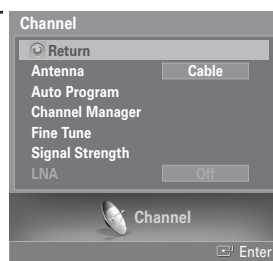 Channel
Return
Antenna Cable
Auto Program
Channel Manager
Fine Tune
Signal Strength
LNA Off
Channel
Enter